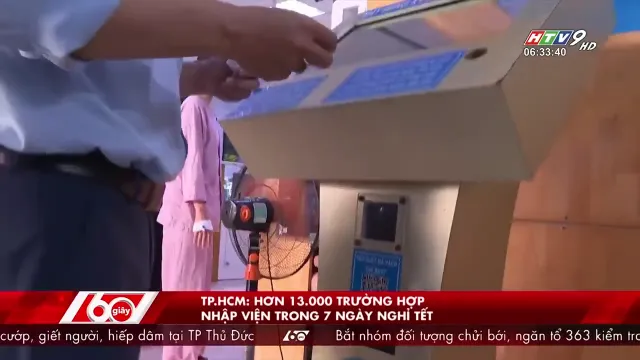 HTV9 HD
06:33:40
60 giây
TP.HCM: HƠN 13.000 TRƯỜNG HỢP
NHẬP VIỆN TRONG 7 NGÀY NGHỈ TẾT
cướp, giết người, hiếp dâm tại TP Thủ Đức
Bắt nhóm đối tượng chửi bới, ngăn tổ 363 kiểm tra